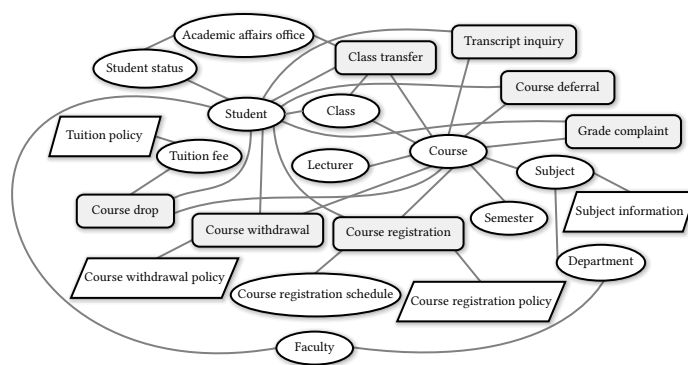 Academic affairs office
Transcript inquiry
Class transfer
Student status
Course deferral
Student
Class
Grade complaint
Tuition policy
Tuition fee
Course
Lecturer
Subject
Course drop
Semester
Subject information
Course withdrawal
Course registration
Department
Course withdrawal policy
Course registration schedule
Course registration policy
Faculty